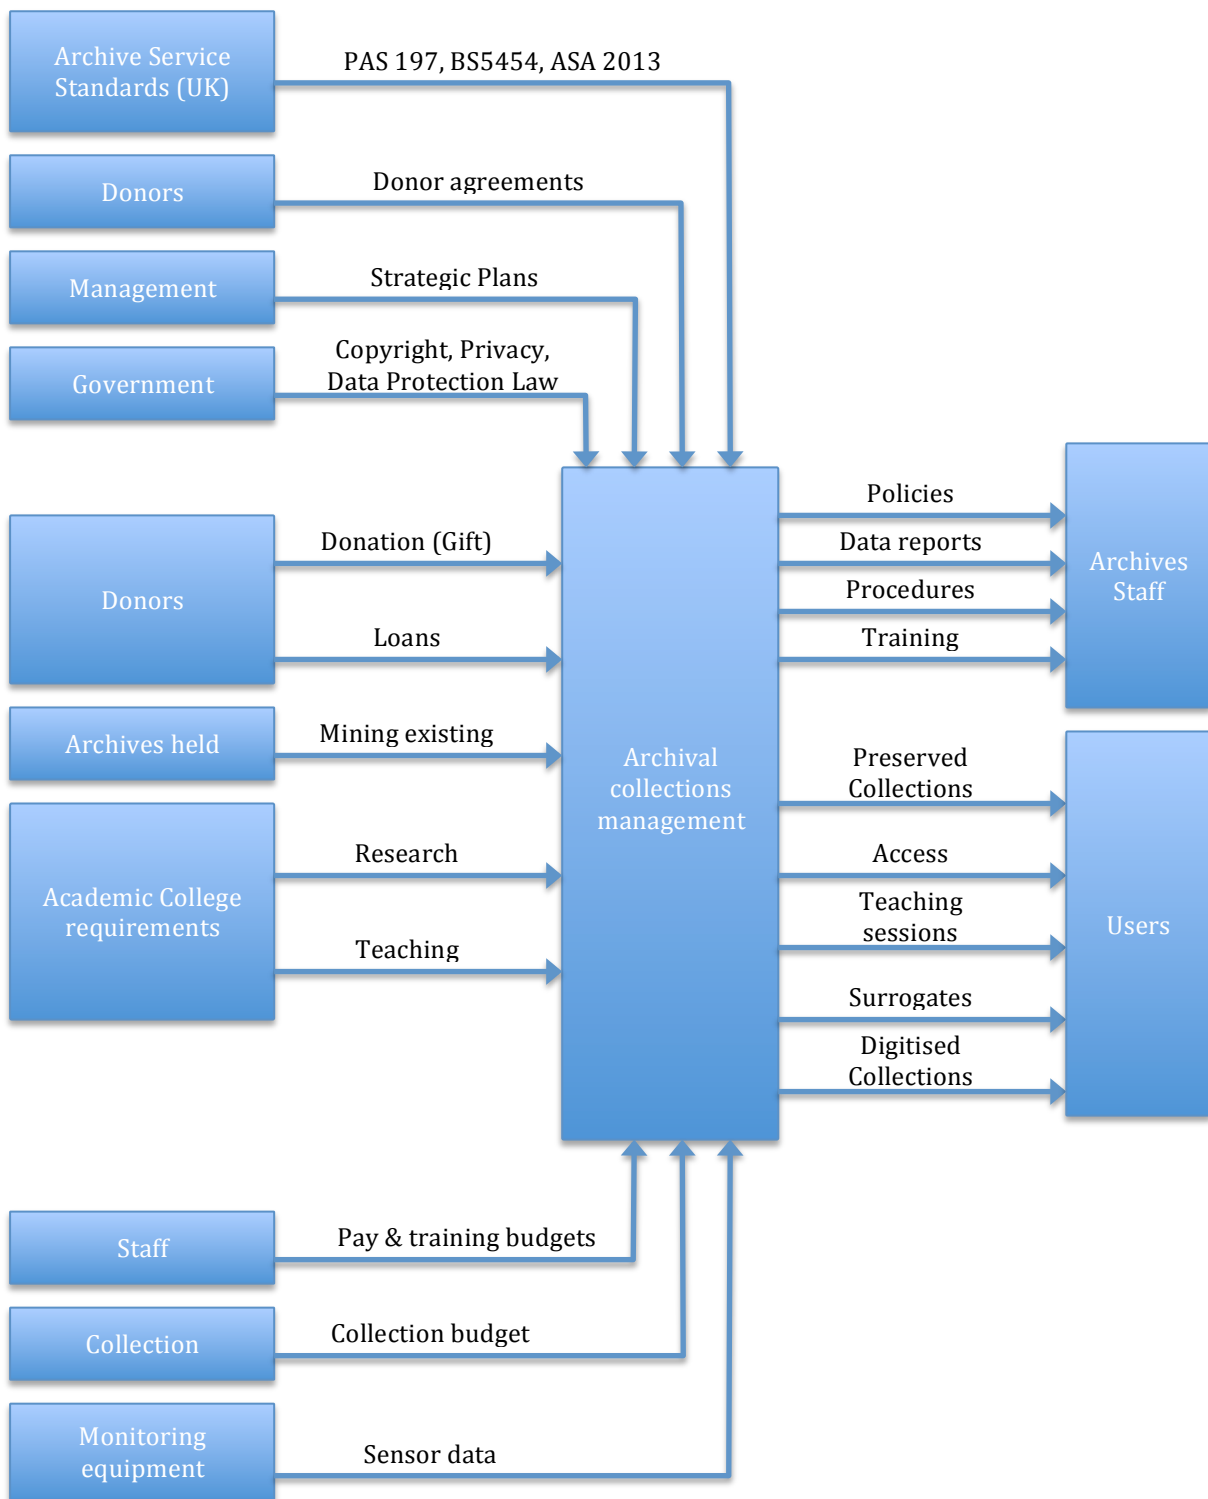 Archive Service
Standards (UK)
PAS 197, BS5454, ASA 2013
Donors
Donor agreements
Management
Strategic Plans
Government
Copyright, Privacy,
Data Protection Law
Donors
Donation (Gift)
Loans
Archives held
Mining existing
Academic College
requirements
Research
Teaching
Archival
collections
management
Policies
Data reports
Procedures
Training
Archives
Staff
Preserved
Collections
Access
Teaching
sessions
Surrogates
Digitised
Collections
Users
Staff
Pay & training budgets
Collection
Collection budget
Monitoring
equipment
Sensor data